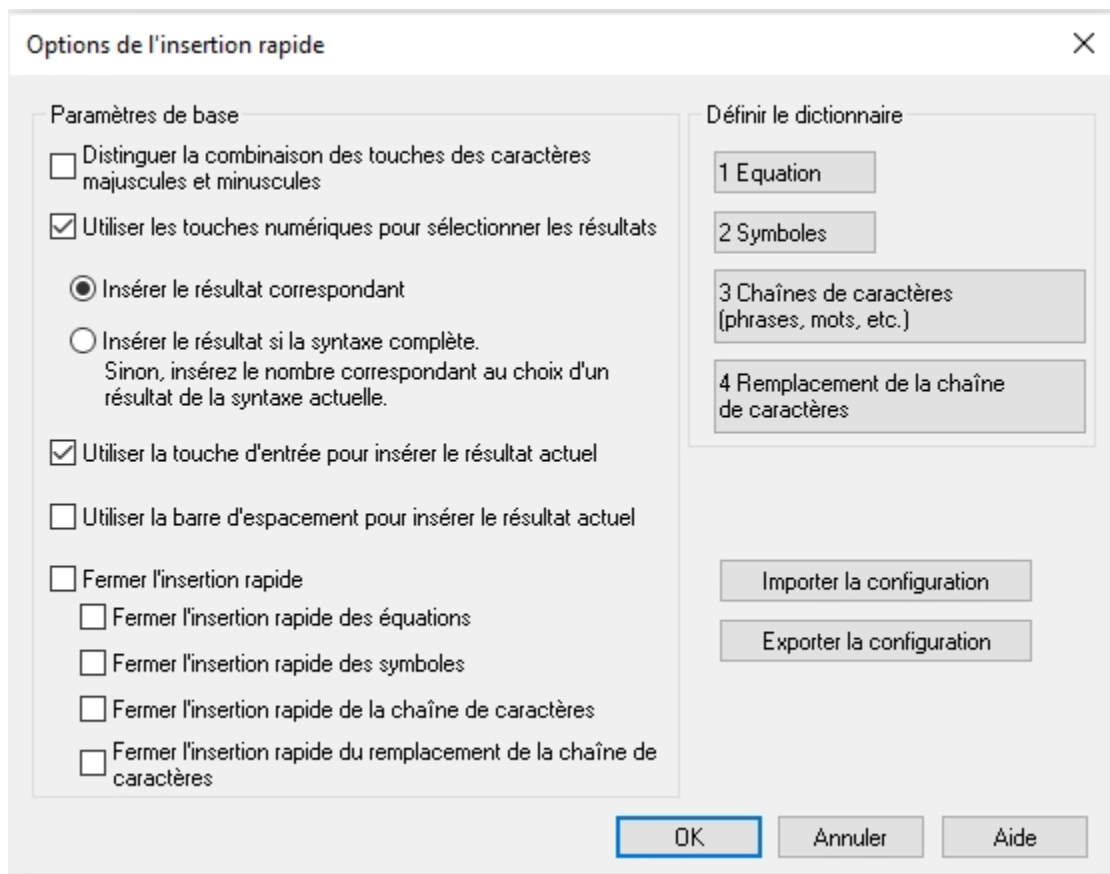 Options de l'insertion rapide
Paramètres de base
Distinguer la combinaison des touches des caractères
majuscules et minuscules
Utiliser les touches numériques pour sélectionner les résultats
Insérer le résultat correspondant
Insérer le résultat si la syntaxe complète.
Sinon, insérez le nombre correspondant au choix d'un
résultat de la syntaxe actuelle.
Utiliser la touche d'entrée pour insérer le résultat actuel
Utiliser la barre d'espacement pour insérer le résultat actuel
Fermer l'insertion rapide
Fermer l'insertion rapide des équations
Fermer l'insertion rapide des symboles
Fermer l'insertion rapide de la chaîne de caractères
Fermer l'insertion rapide du remplacement de la chaîne de
caractères
Définir le dictionnaire
1 Equation
2 Symboles
3 Chaînes de caractères
(phrases, mots, etc.)
4 Remplacement de la chaîne
de caractères
Importer la configuration
Exporter la configuration
OK
Annuler
Aide